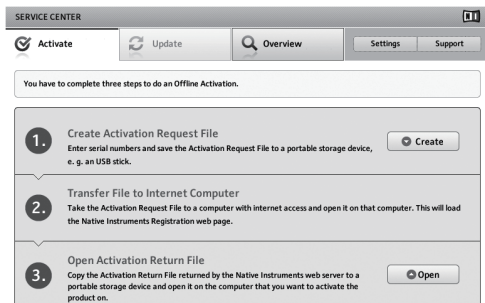 SERVICE CENTER
Activate
Update
Overview
Settings
Support
You have to complete three steps to do an Offline Activation.
1.
Create Activation Request File
Enter serial numbers and save the Activation Request File to a portable storage device,
e. g. an USB stick.
Create
2.
Transfer File to Internet Computer
Take the Activation Request File to a computer with internet access and open it on that computer. This will load
the Native Instruments Registration web page.
3.
Open Activation Return File
Copy the Activation Return File returned by the Native Instruments web server to a
portable storage device and open it on the computer that you want to activate the
product on.
Open